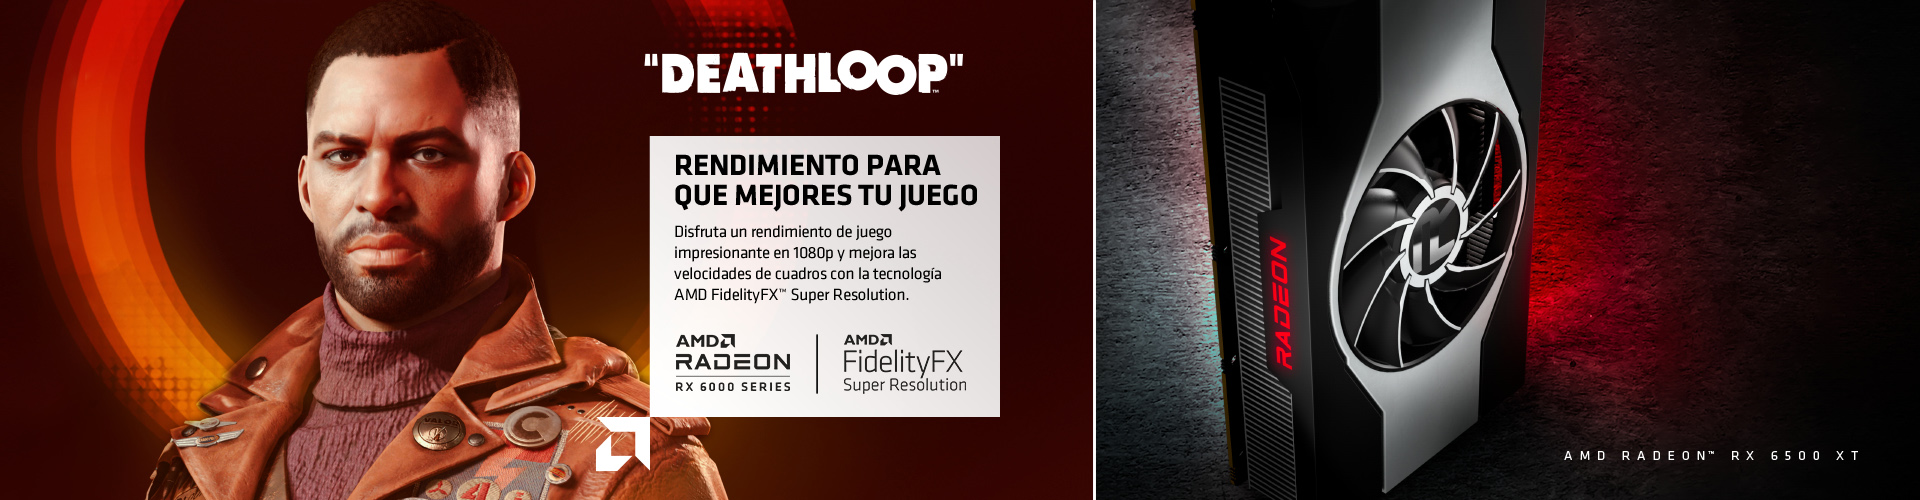 "DEATHLOOP"™
RENDIMIENTO PARA
QUE MEJORES TU JUEGO
Disfruta un rendimiento de juego
impresionante en 1080p y mejora las
velocidades de cuadros con la tecnología
AMD FidelityFX™ Super Resolution.
AMD
RADEON
RX 6000 SERIES
AMD
FidelityFX
Super Resolution
VALOR
C
RADEON
R
AMD RADEON™ RX 6500 XT